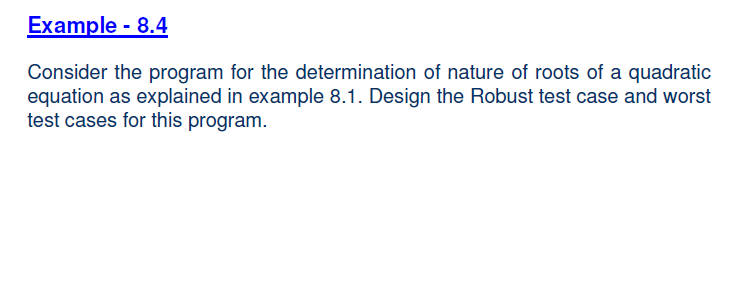 Example - 8.4
Consider the program for the determination of nature of roots of a quadratic
equation as explained in example 8.1. Design the Robust test case and worst
test cases for this program.